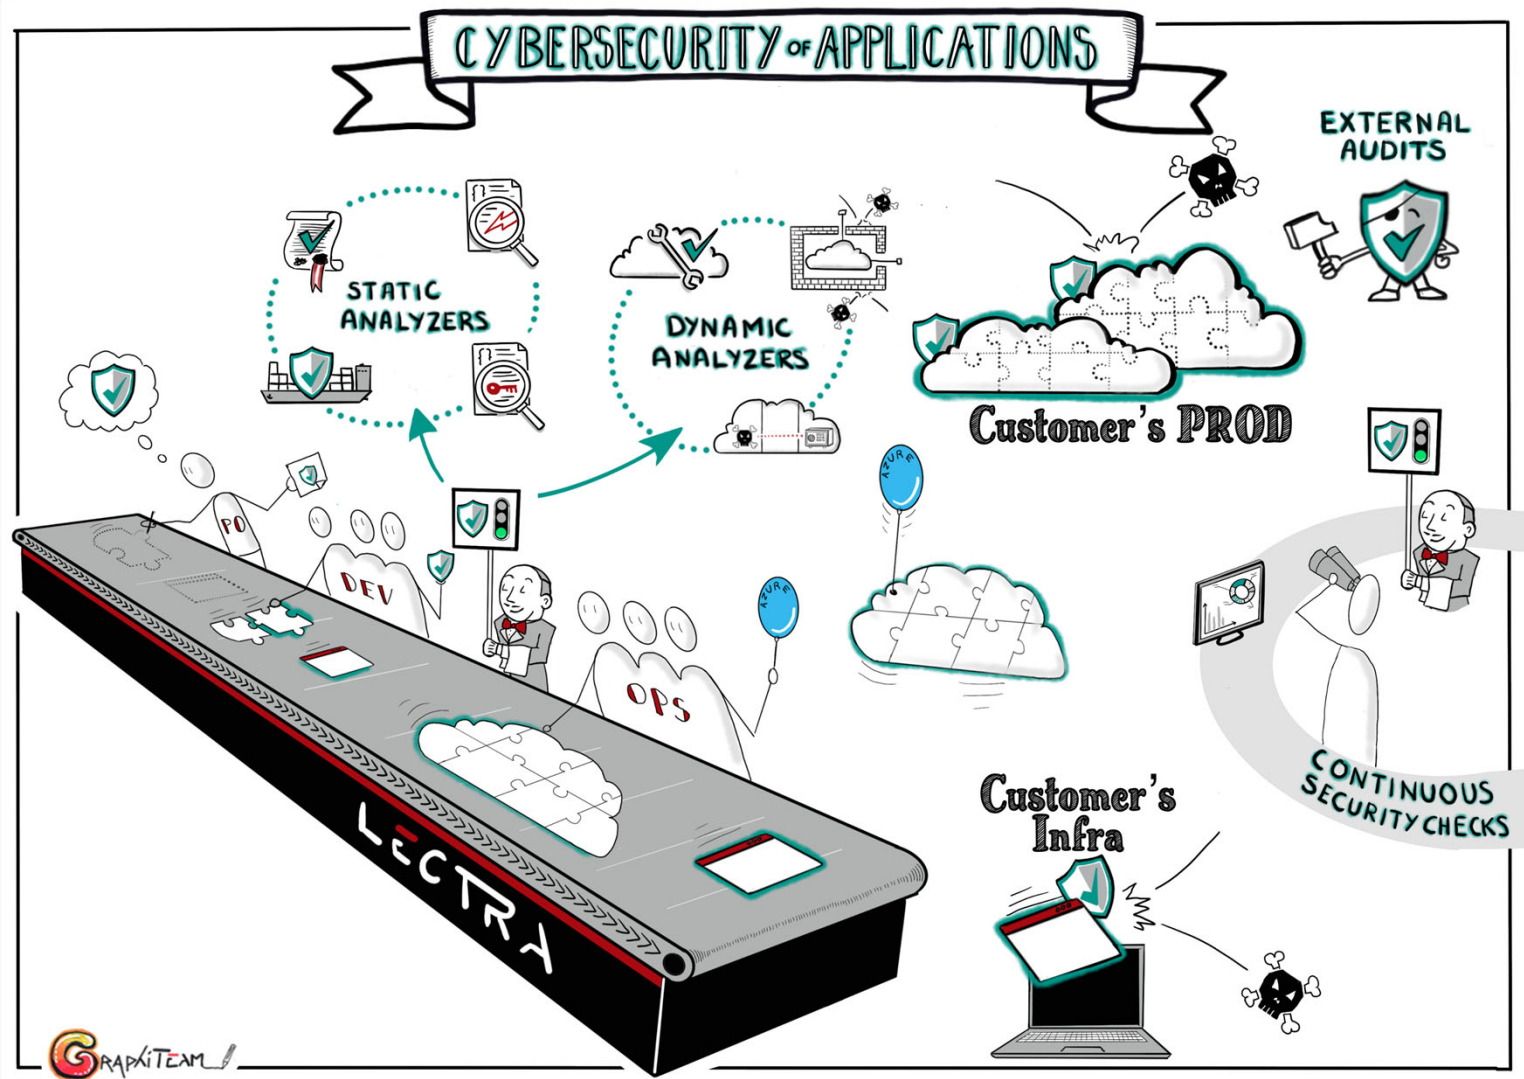 CYBERSECURITY OF APPLICATIONS
EXTERNAL
AUDITS
STATIC
ANALYZERS
DYNAMIC
ANALYZERS
Customer's PROD
AZURE
PO
DEV
AZURE
OPS
CONTINUOUS
SECURITY CHECKS
Customer's
Infra
LECTRA
GRAPHITEAM